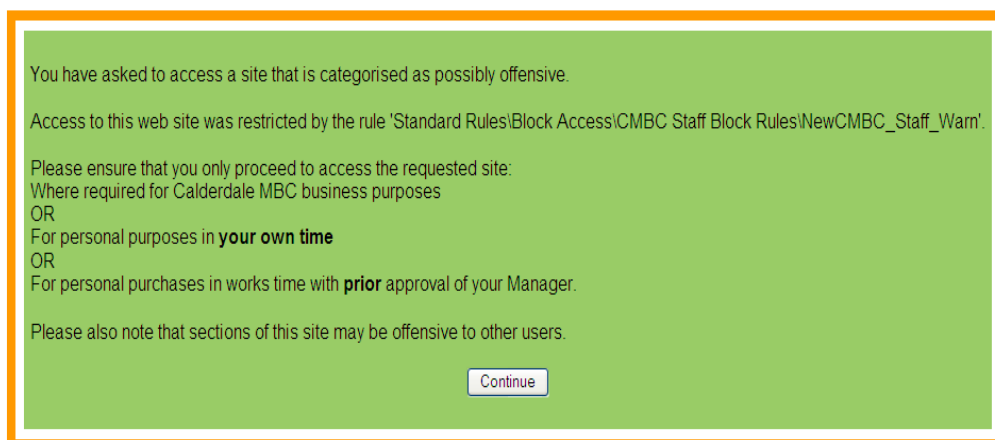 You have asked to access a site that is categorised as possibly offensive.
Access to this web site was restricted by the rule 'Standard Rules\Block Access\CMBC Staff Block Rules\NewCMBC_Staff_Warn'.
Please ensure that you only proceed to access the requested site:
Where required for Calderdale MBC business purposes
OR
For personal purposes in your own time
OR
For personal purchases in works time with prior approval of your Manager.
Please also note that sections of this site may be offensive to other users.
Continue